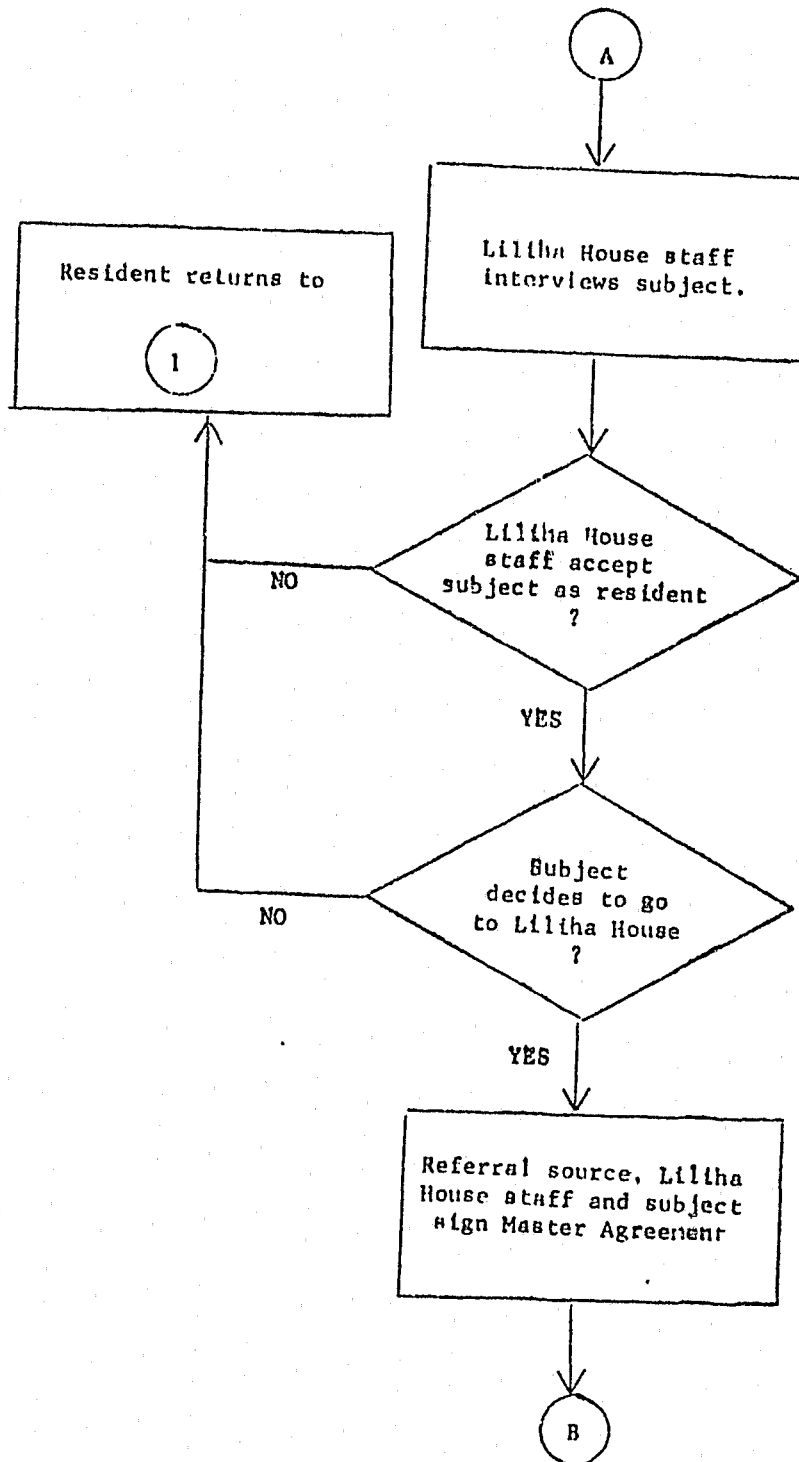 A
Liliha House staff
interviews subject.
Resident returns to
1
Liliha House
staff accept
subject as resident
?
NO
YES
Subject
decides to go
to Liliha House
?
NO
YES
Referral source, Liliha
House staff and subject
sign Master Agreement
B